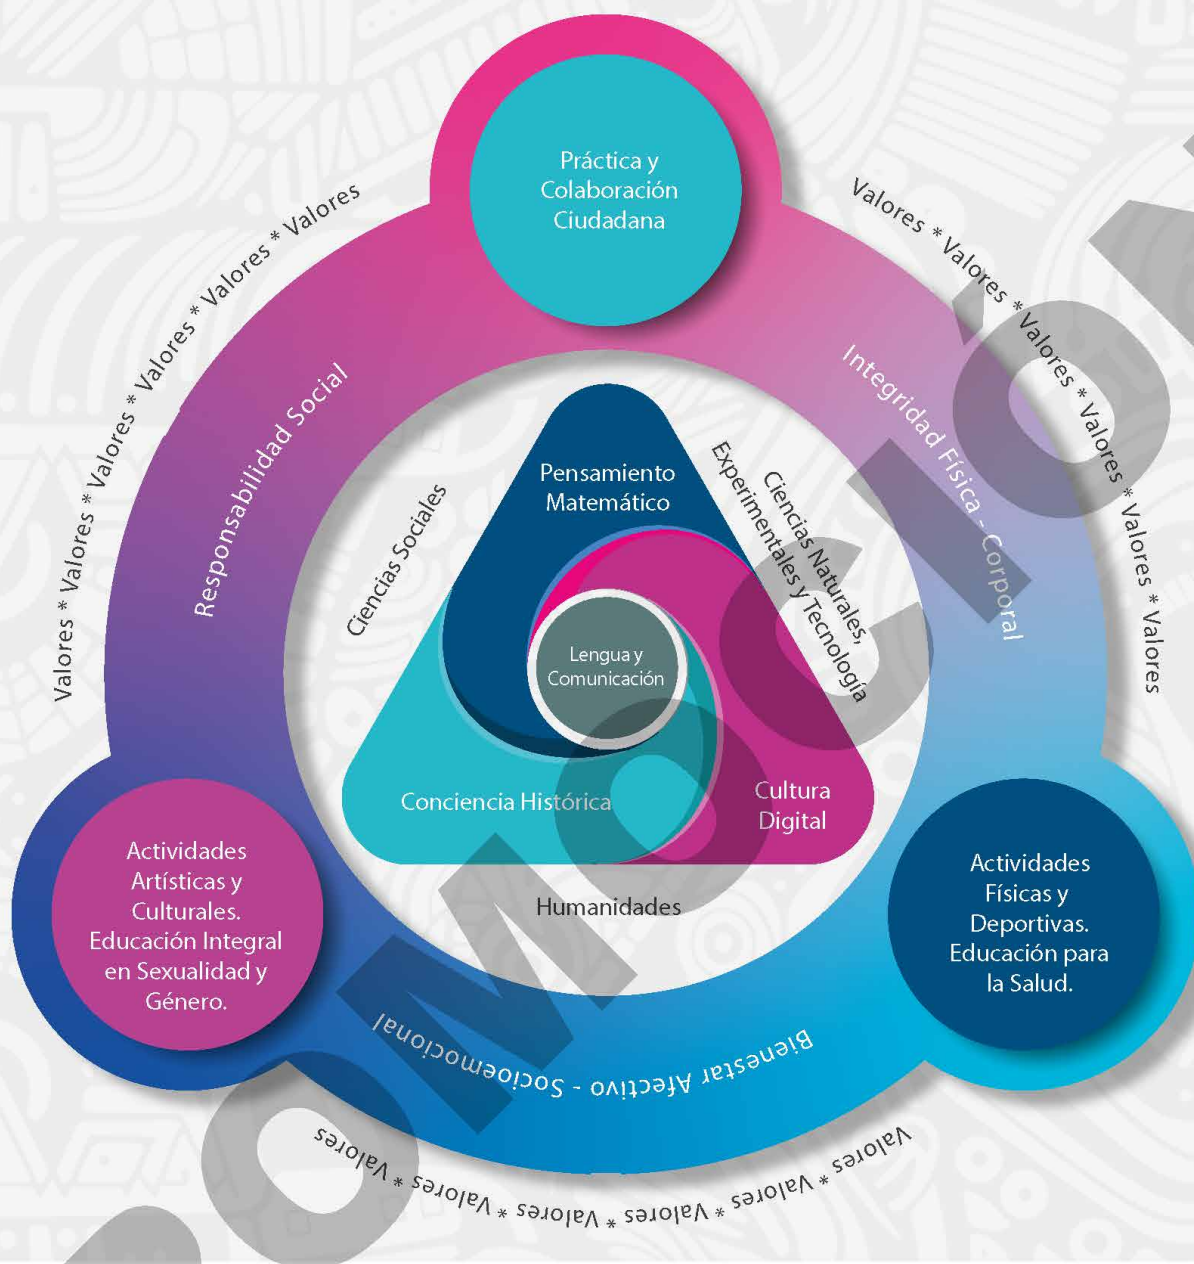 Práctica y
Colaboración
Ciudadana
Valores * Valores * Valores * Valores * Valores * Valores
Valores * Valores * Valores * Valores * Valores * Valores
Responsabilidad Social
Integridad Física - Corporal
Ciencias Sociales
Pensamiento
Matemático
Ciencias Naturales,
Experimentales y Tecnología
Lengua y
Comunicación
Conciencia Histórica
Cultura
Digital
Humanidades
Actividades
Artísticas y
Culturales.
Educación Integral
en Sexualidad y
Género.
Actividades
Físicas y
Deportivas.
Educación para
la Salud.
Bienestar Afectivo - Socioemocional
Valores * Valores * Valores * Valores * Valores * Valores